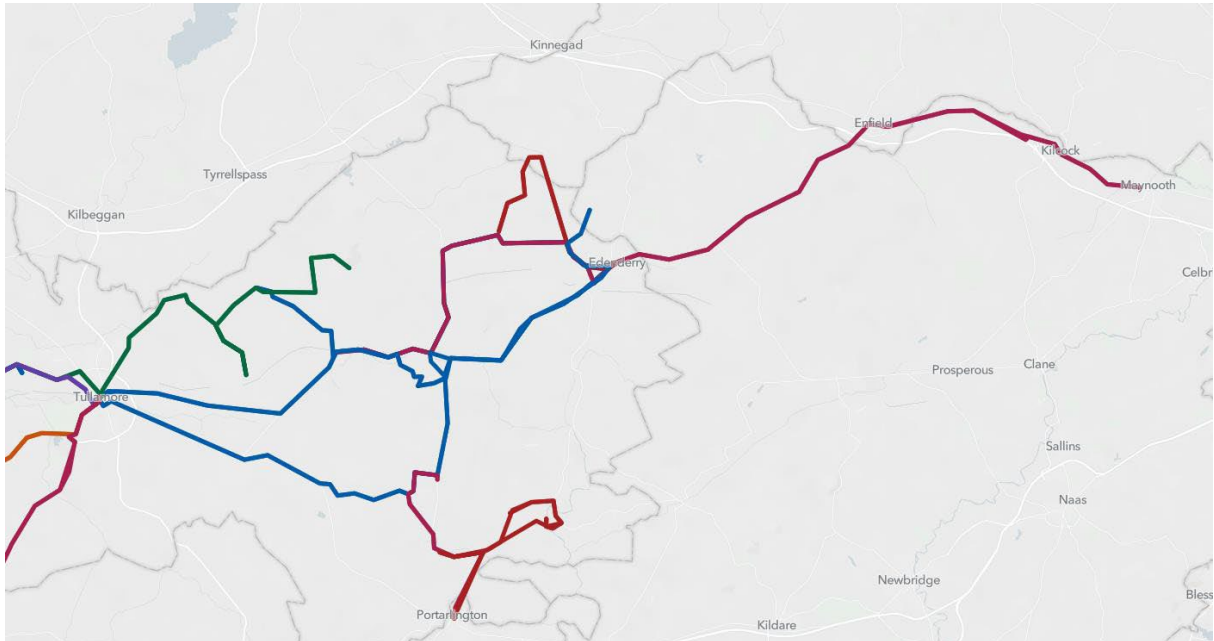 Kinnegad
Enfield
Kilcock
Tyrrellspass
Maynooth
Kilbeggan
Edenderry
Celbr
Clane
Prosperous
Tullamore
Sallins
Naas
Newbridge
Bless
Portarlington
Kildare